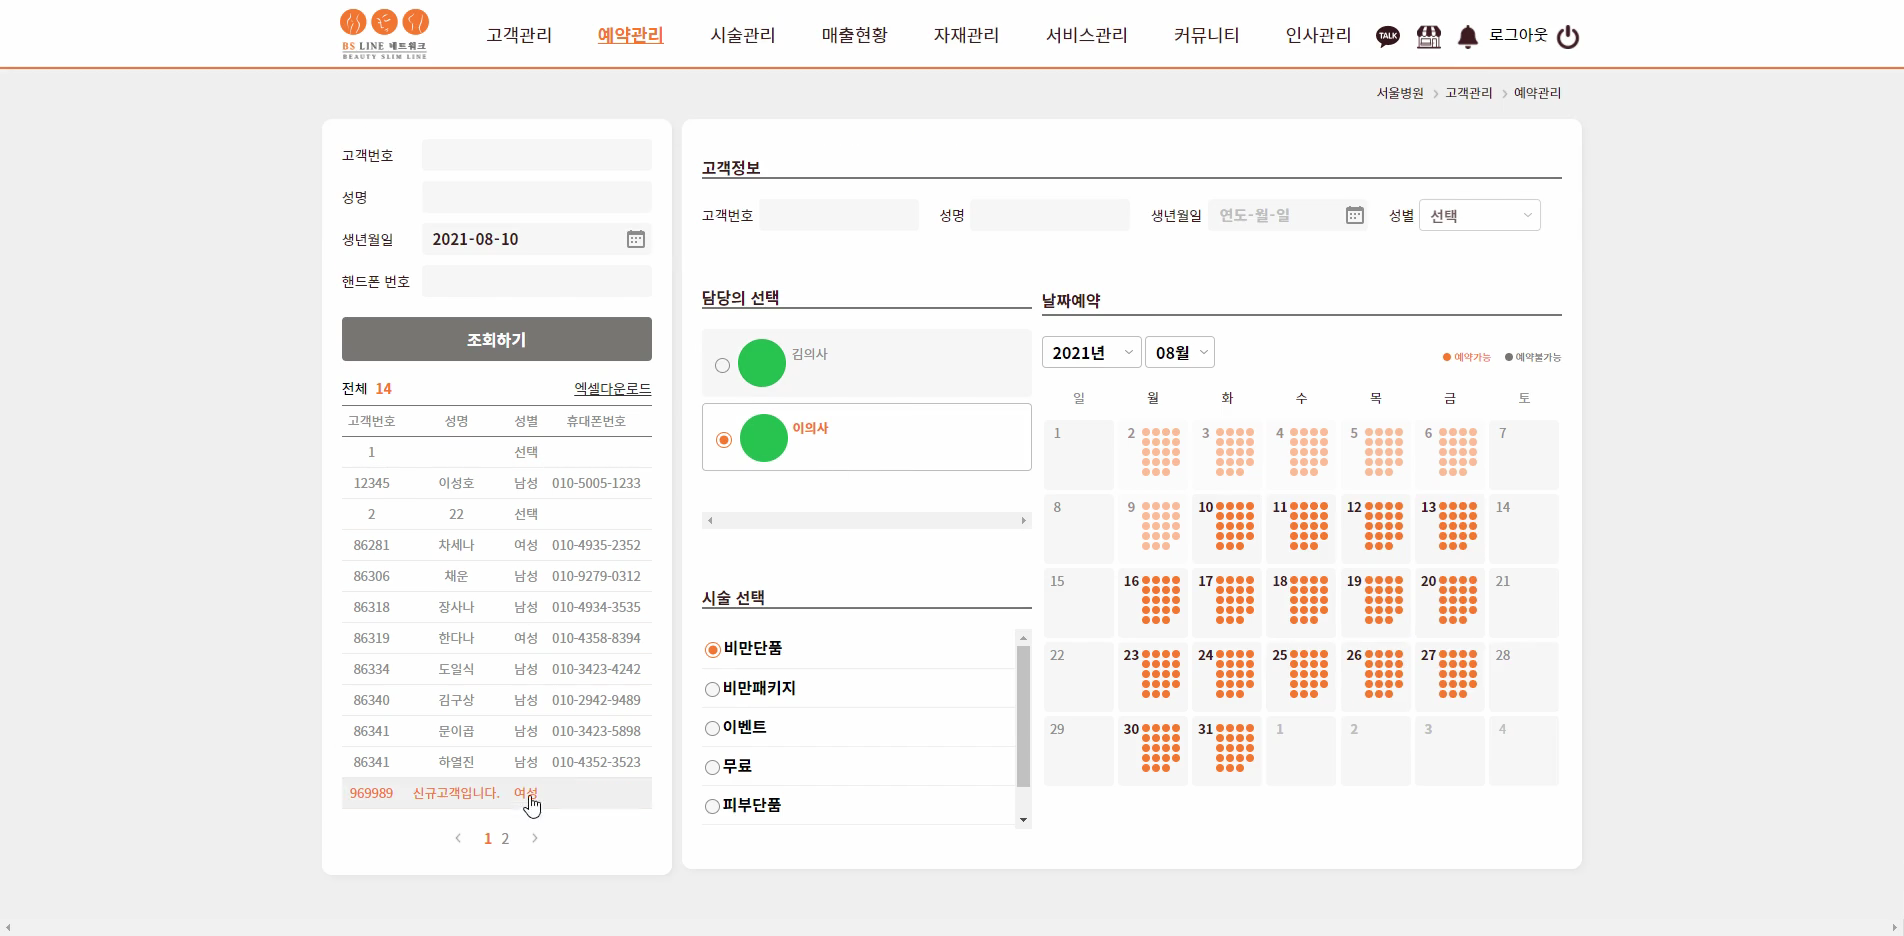 BS LINE 네트워크
BEAUTY SLIM LINE
고객관리 예약관리 시술관리 매출현황 자재관리 서비스관리 커뮤니티 인사관리 TALK 로그아웃
서울병원 > 고객관리 > 예약관리
고객번호
성명
생년월일 2021-08-10
핸드폰 번호
조회하기
전체 14 엑셀다운로드
고객번호 성명 성별 휴대폰번호
1 선택
12345 이성호 남성 010-5005-1233
2 22 선택
86281 차세나 여성 010-4935-2352
86306 채운 남성 010-9279-0312
86318 장사나 남성 010-4934-3535
86319 한다나 여성 010-4358-8394
86334 도일식 남성 010-3423-4242
86340 김구상 남성 010-2942-9489
86341 문이곱 남성 010-3423-5898
86341 하열진 남성 010-4352-3523
969989 신규고객입니다. 여성
< 1 2 >
고객정보
고객번호 성명 생년월일 연도-월-일 성별 선택
담당의 선택
김의사
이의사
시술 선택
비만단품
비만패키지
이벤트
무료
피부단품
날짜예약
2021년 08월
예약가능 예약불가능
일 월 화 수 목 금 토
1 2 3 4 5 6 7
8 9 10 11 12 13 14
15 16 17 18 19 20 21
22 23 24 25 26 27 28
29 30 31 1 2 3 4